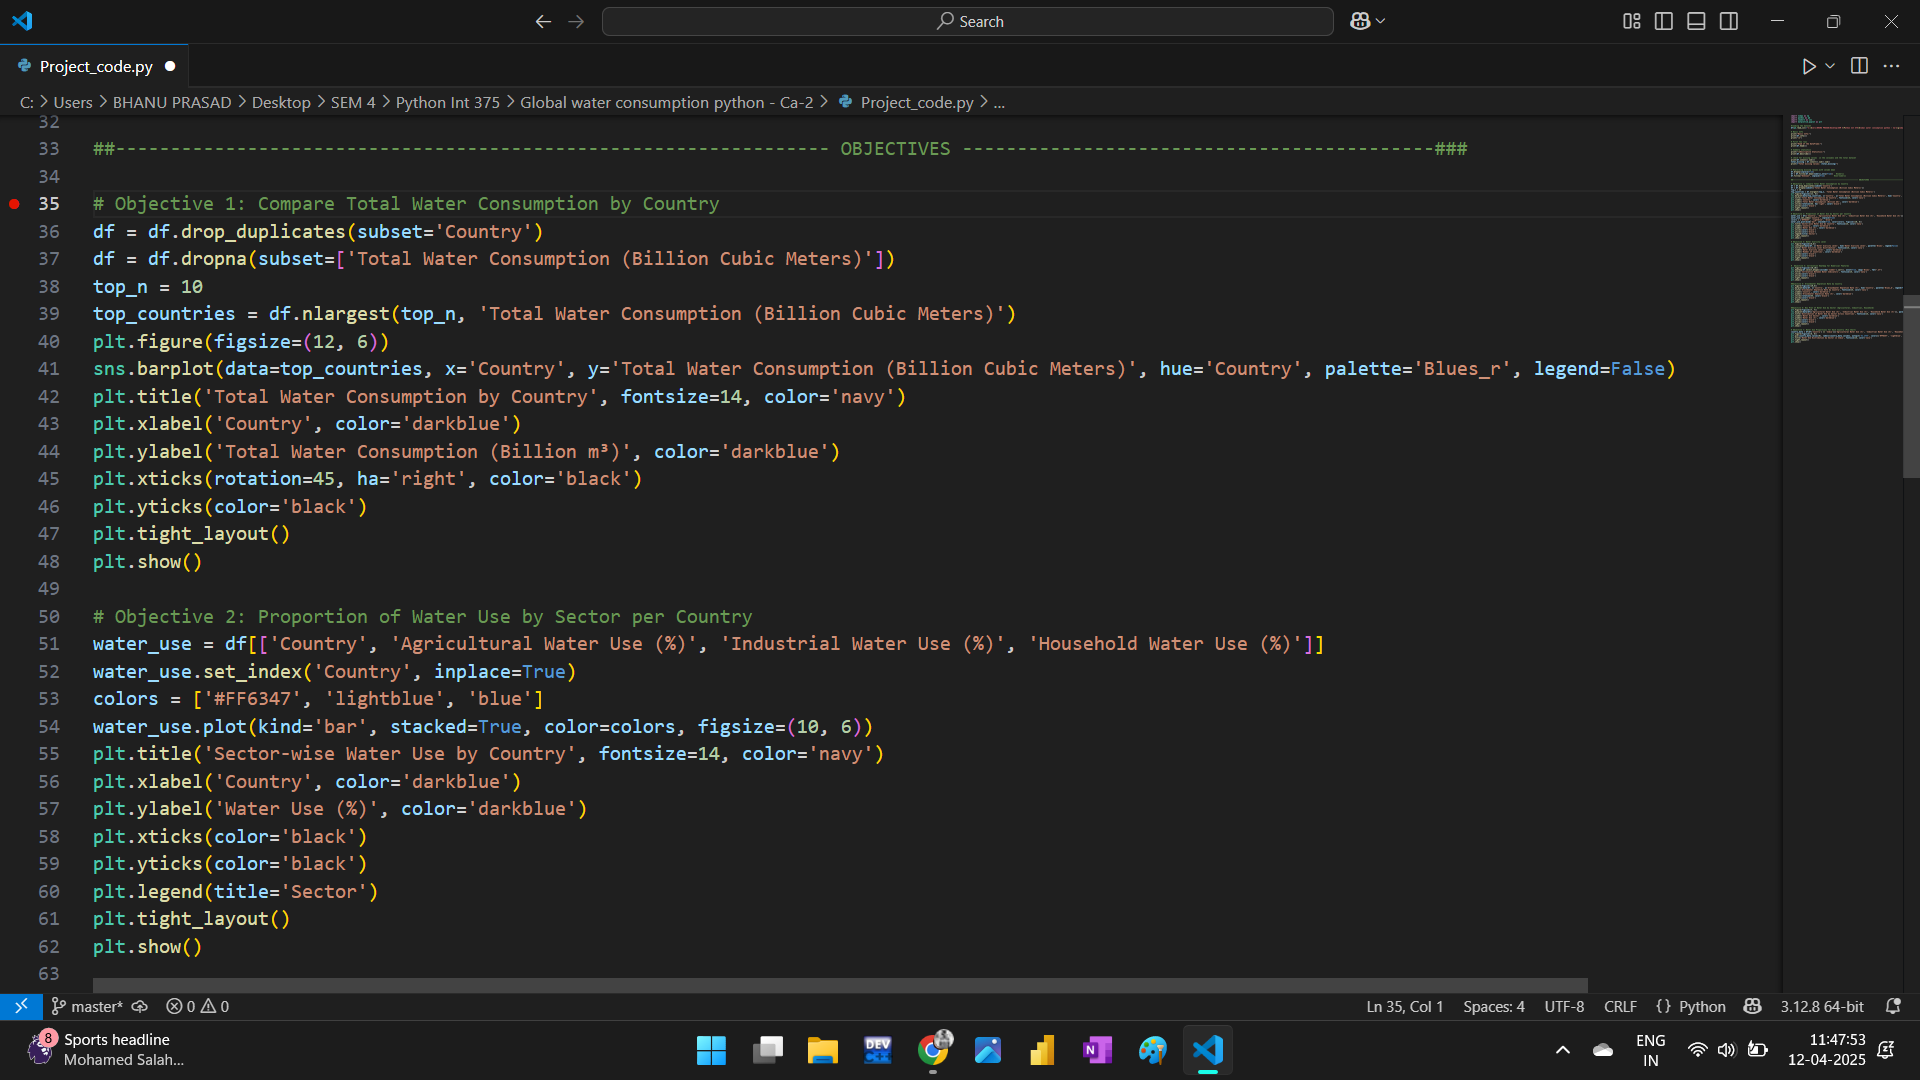 Search
Project_code.py
C: > Users > BHANU PRASAD > Desktop > SEM 4 > Python Int 375 > Global water consumption python - Ca-2 > Project_code.py > ...
32
33 ##----------------------------------------------------------------- OBJECTIVES -------------------------------------------###
34
35 # Objective 1: Compare Total Water Consumption by Country
36 df = df.drop_duplicates(subset='Country')
37 df = df.dropna(subset=['Total Water Consumption (Billion Cubic Meters)'])
38 top_n = 10
39 top_countries = df.nlargest(top_n, 'Total Water Consumption (Billion Cubic Meters)')
40 plt.figure(figsize=(12, 6))
41 sns.barplot(data=top_countries, x='Country', y='Total Water Consumption (Billion Cubic Meters)', hue='Country', palette='Blues_r', legend=False)
42 plt.title('Total Water Consumption by Country', fontsize=14, color='navy')
43 plt.xlabel('Country', color='darkblue')
44 plt.ylabel('Total Water Consumption (Billion m³)', color='darkblue')
45 plt.xticks(rotation=45, ha='right', color='black')
46 plt.yticks(color='black')
47 plt.tight_layout()
48 plt.show()
49
50 # Objective 2: Proportion of Water Use by Sector per Country
51 water_use = df[['Country', 'Agricultural Water Use (%)', 'Industrial Water Use (%)', 'Household Water Use (%)']]
52 water_use.set_index('Country', inplace=True)
53 colors = ['#FF6347', 'lightblue', 'blue']
54 water_use.plot(kind='bar', stacked=True, color=colors, figsize=(10, 6))
55 plt.title('Sector-wise Water Use by Country', fontsize=14, color='navy')
56 plt.xlabel('Country', color='darkblue')
57 plt.ylabel('Water Use (%)', color='darkblue')
58 plt.xticks(color='black')
59 plt.yticks(color='black')
60 plt.legend(title='Sector')
61 plt.tight_layout()
62 plt.show()
63
master* 0 0 Ln 35, Col 1 Spaces: 4 UTF-8 CRLF {} Python 3.12.8 64-bit
8 Sports headline
Mohamed Salah...
DEV C++
N
ENG
IN
11:47:53
12-04-2025